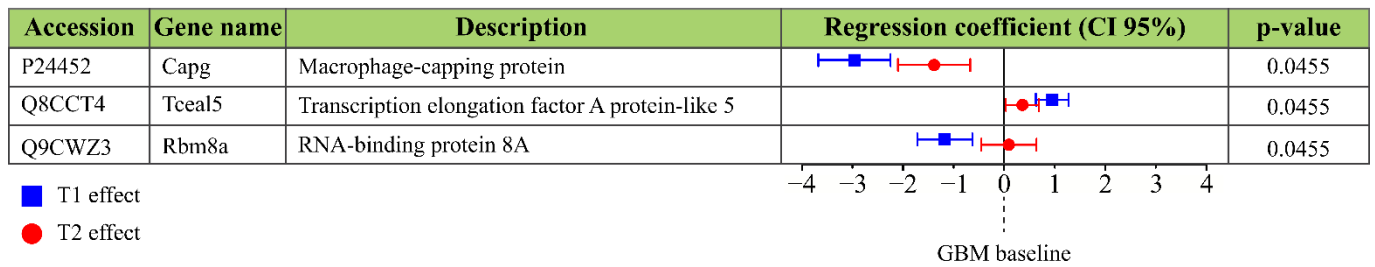 Accession Gene name Description Regression coefficient (CI 95%) p-value
P24452 Capg Macrophage-capping protein 0.0455
Q8CCT4 Tceal5 Transcription elongation factor A protein-like 5 0.0455
Q9CWZ3 Rbm8a RNA-binding protein 8A 0.0455
−4 −3 −2 −1 0 1 2 3 4
T1 effect
T2 effect
GBM baseline